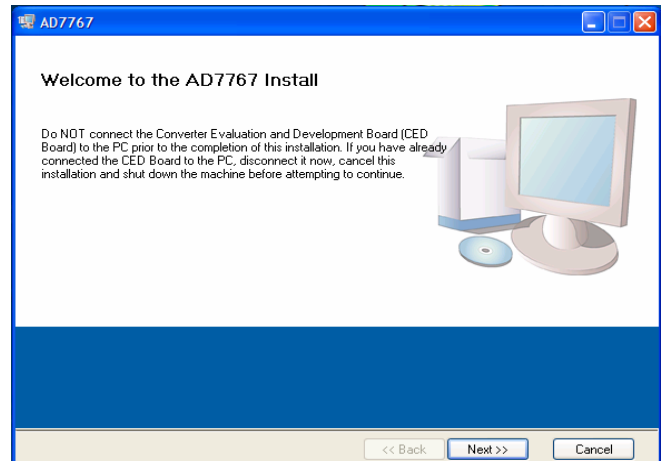 AD7767
Welcome to the AD7767 Install
Do NOT connect the Converter Evaluation and Development Board (CED
Board) to the PC prior to the completion of this installation. If you have already
connected the CED Board to the PC, disconnect it now, cancel this
installation and shut down the machine before attempting to continue.
<< Back
Next >>
Cancel